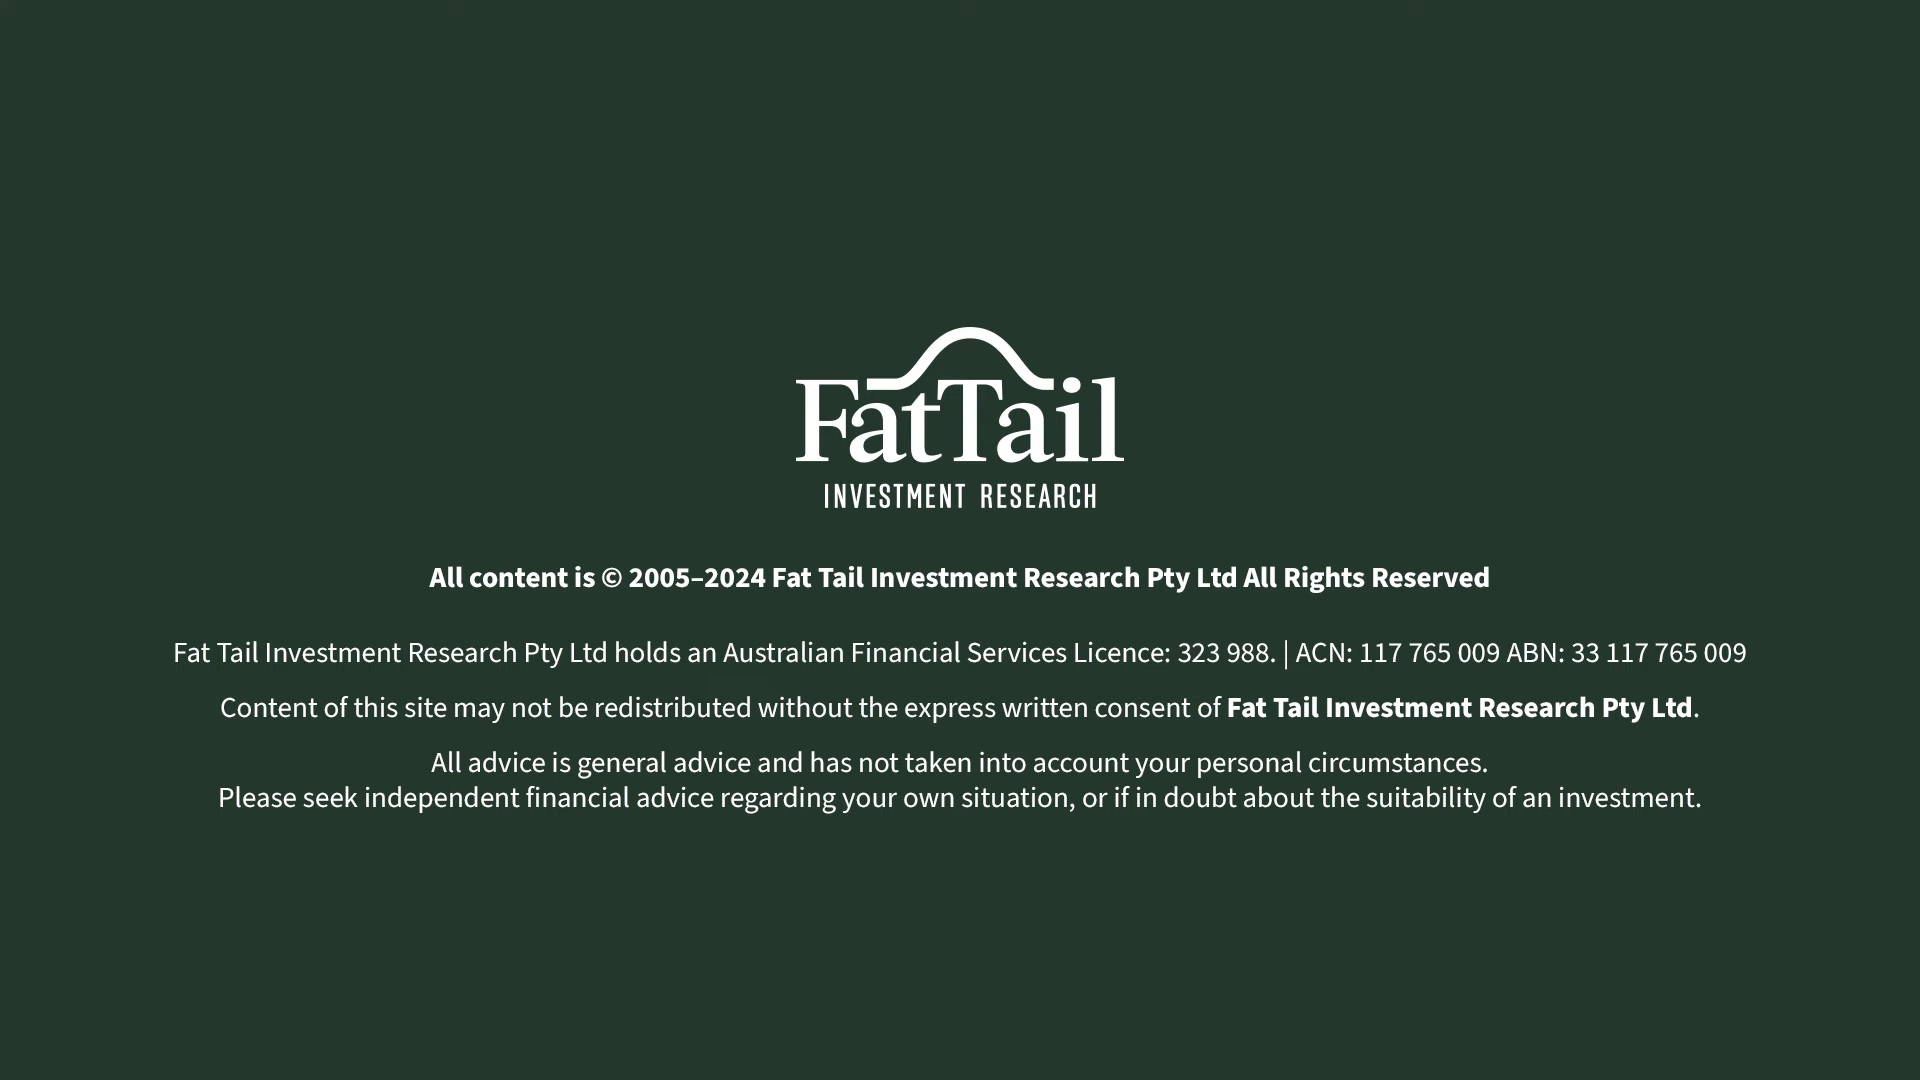 FatTail
INVESTMENT RESEARCH
All content is © 2005–2024 Fat Tail Investment Research Pty Ltd All Rights Reserved
Fat Tail Investment Research Pty Ltd holds an Australian Financial Services Licence: 323 988. | ACN: 117 765 009 ABN: 33 117 765 009
Content of this site may not be redistributed without the express written consent of Fat Tail Investment Research Pty Ltd.
All advice is general advice and has not taken into account your personal circumstances.
Please seek independent financial advice regarding your own situation, or if in doubt about the suitability of an investment.